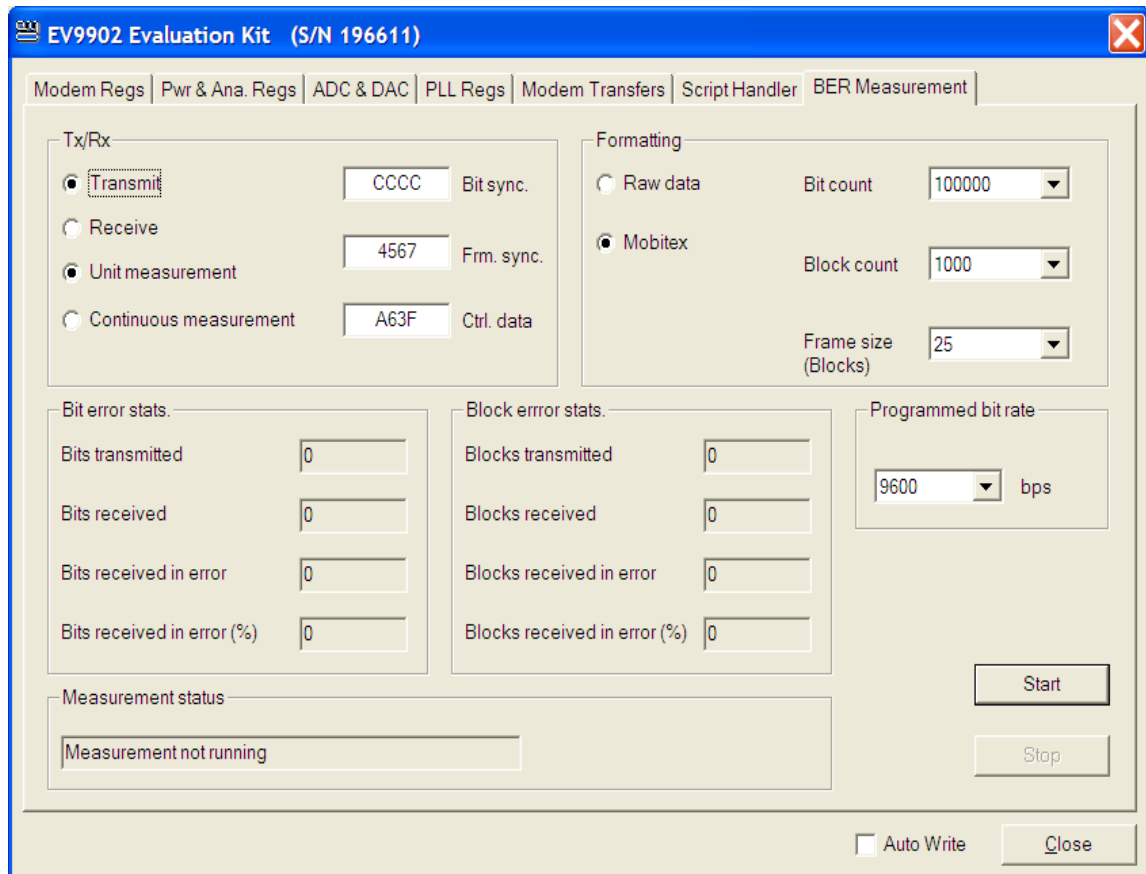 EV9902 Evaluation Kit (S/N 196611)
Modem Regs Pwr & Ana. Regs ADC & DAC PLL Regs Modem Transfers Script Handler BER Measurement
Tx/Rx
Transmit CCCC Bit sync.
Receive
4567 Frm. sync.
Unit measurement
Continuous measurement A63F Ctrl. data
Formatting
Raw data Bit count 100000
Mobitex
Block count 1000
Frame size 25
(Blocks)
Bit error stats.
Bits transmitted 0
Bits received 0
Bits received in error 0
Bits received in error (%) 0
Block errror stats.
Blocks transmitted 0
Blocks received 0
Blocks received in error 0
Blocks received in error (%) 0
Programmed bit rate
9600 bps
Measurement status
Measurement not running
Start
Stop
Auto Write Close